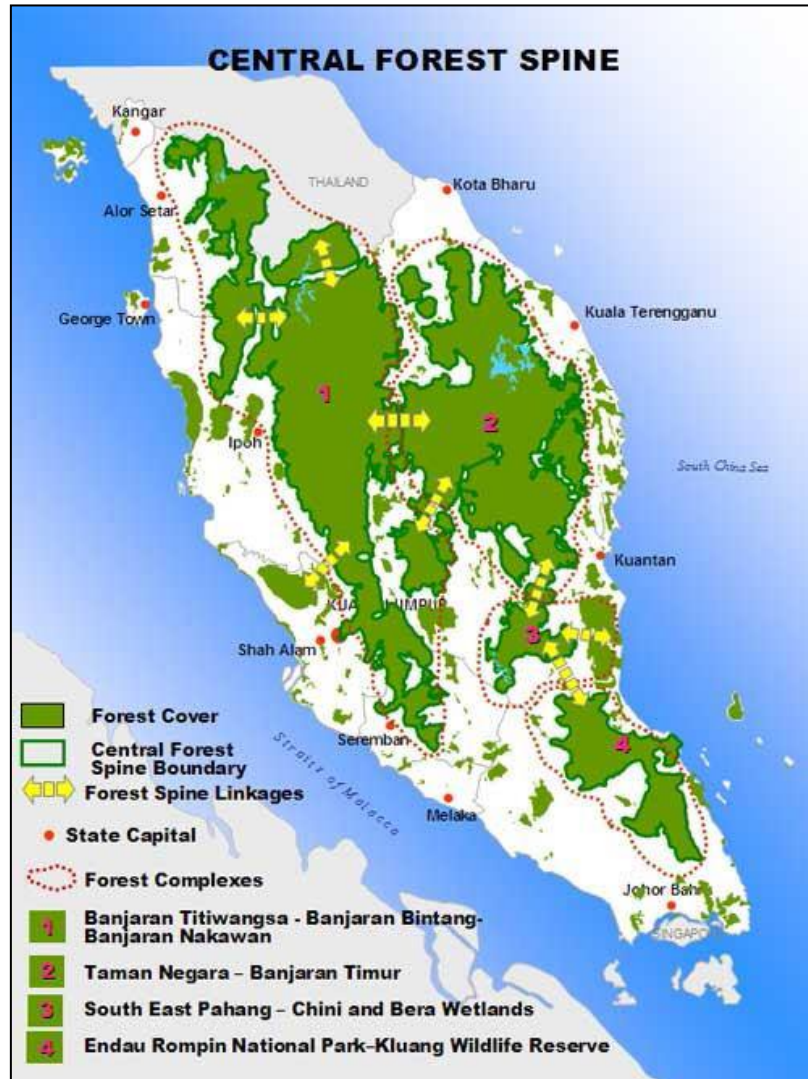 CENTRAL FOREST SPINE
Kangar
THAILAND
Kota Bharu
Alor Setar
George Town
Kuala Terengganu
1
2
Ipoh
South China Sea
Kuantan
Shah Alam
3
Seremban
4
Straits of Malacca
Melaka
Johor Bah
SINGAPO
Forest Cover
Central Forest
Spine Boundary
Forest Spine Linkages
State Capital
Forest Complexes
1 Banjaran Titiwangsa - Banjaran Bintang-
Banjaran Nakawan
2 Taman Negara – Banjaran Timur
3 South East Pahang – Chini and Bera Wetlands
4 Endau Rompin National Park–Kluang Wildlife Reserve